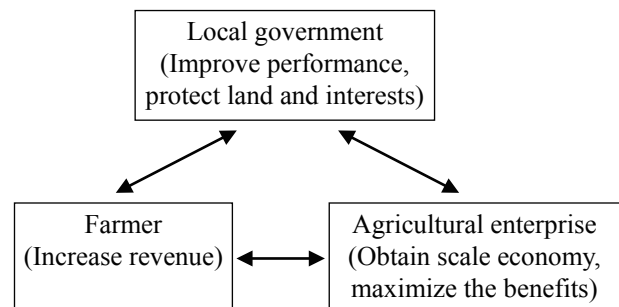 Local government
(Improve performance,
protect land and interests)
Farmer
(Increase revenue)
Agricultural enterprise
(Obtain scale economy,
maximize the benefits)